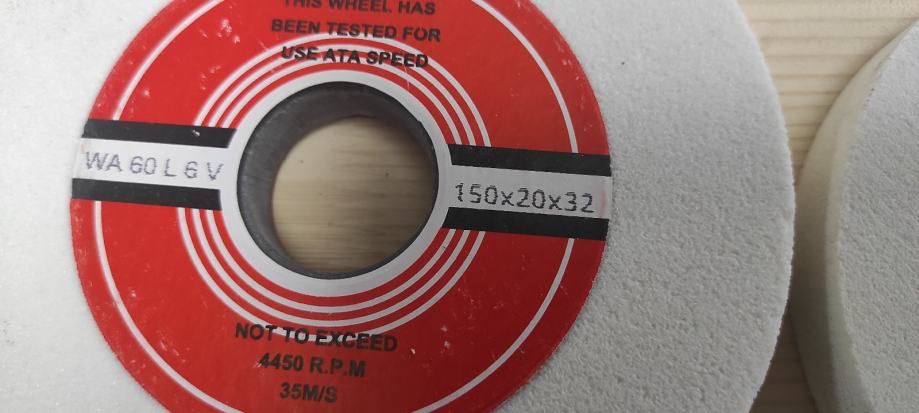 THIS WHEEL HAS
BEEN TESTED FOR
USE ATA SPEED
WA 60 L 6 V
150x20x32
NOT TO EXCEED
4450 R.P.M
35M/S